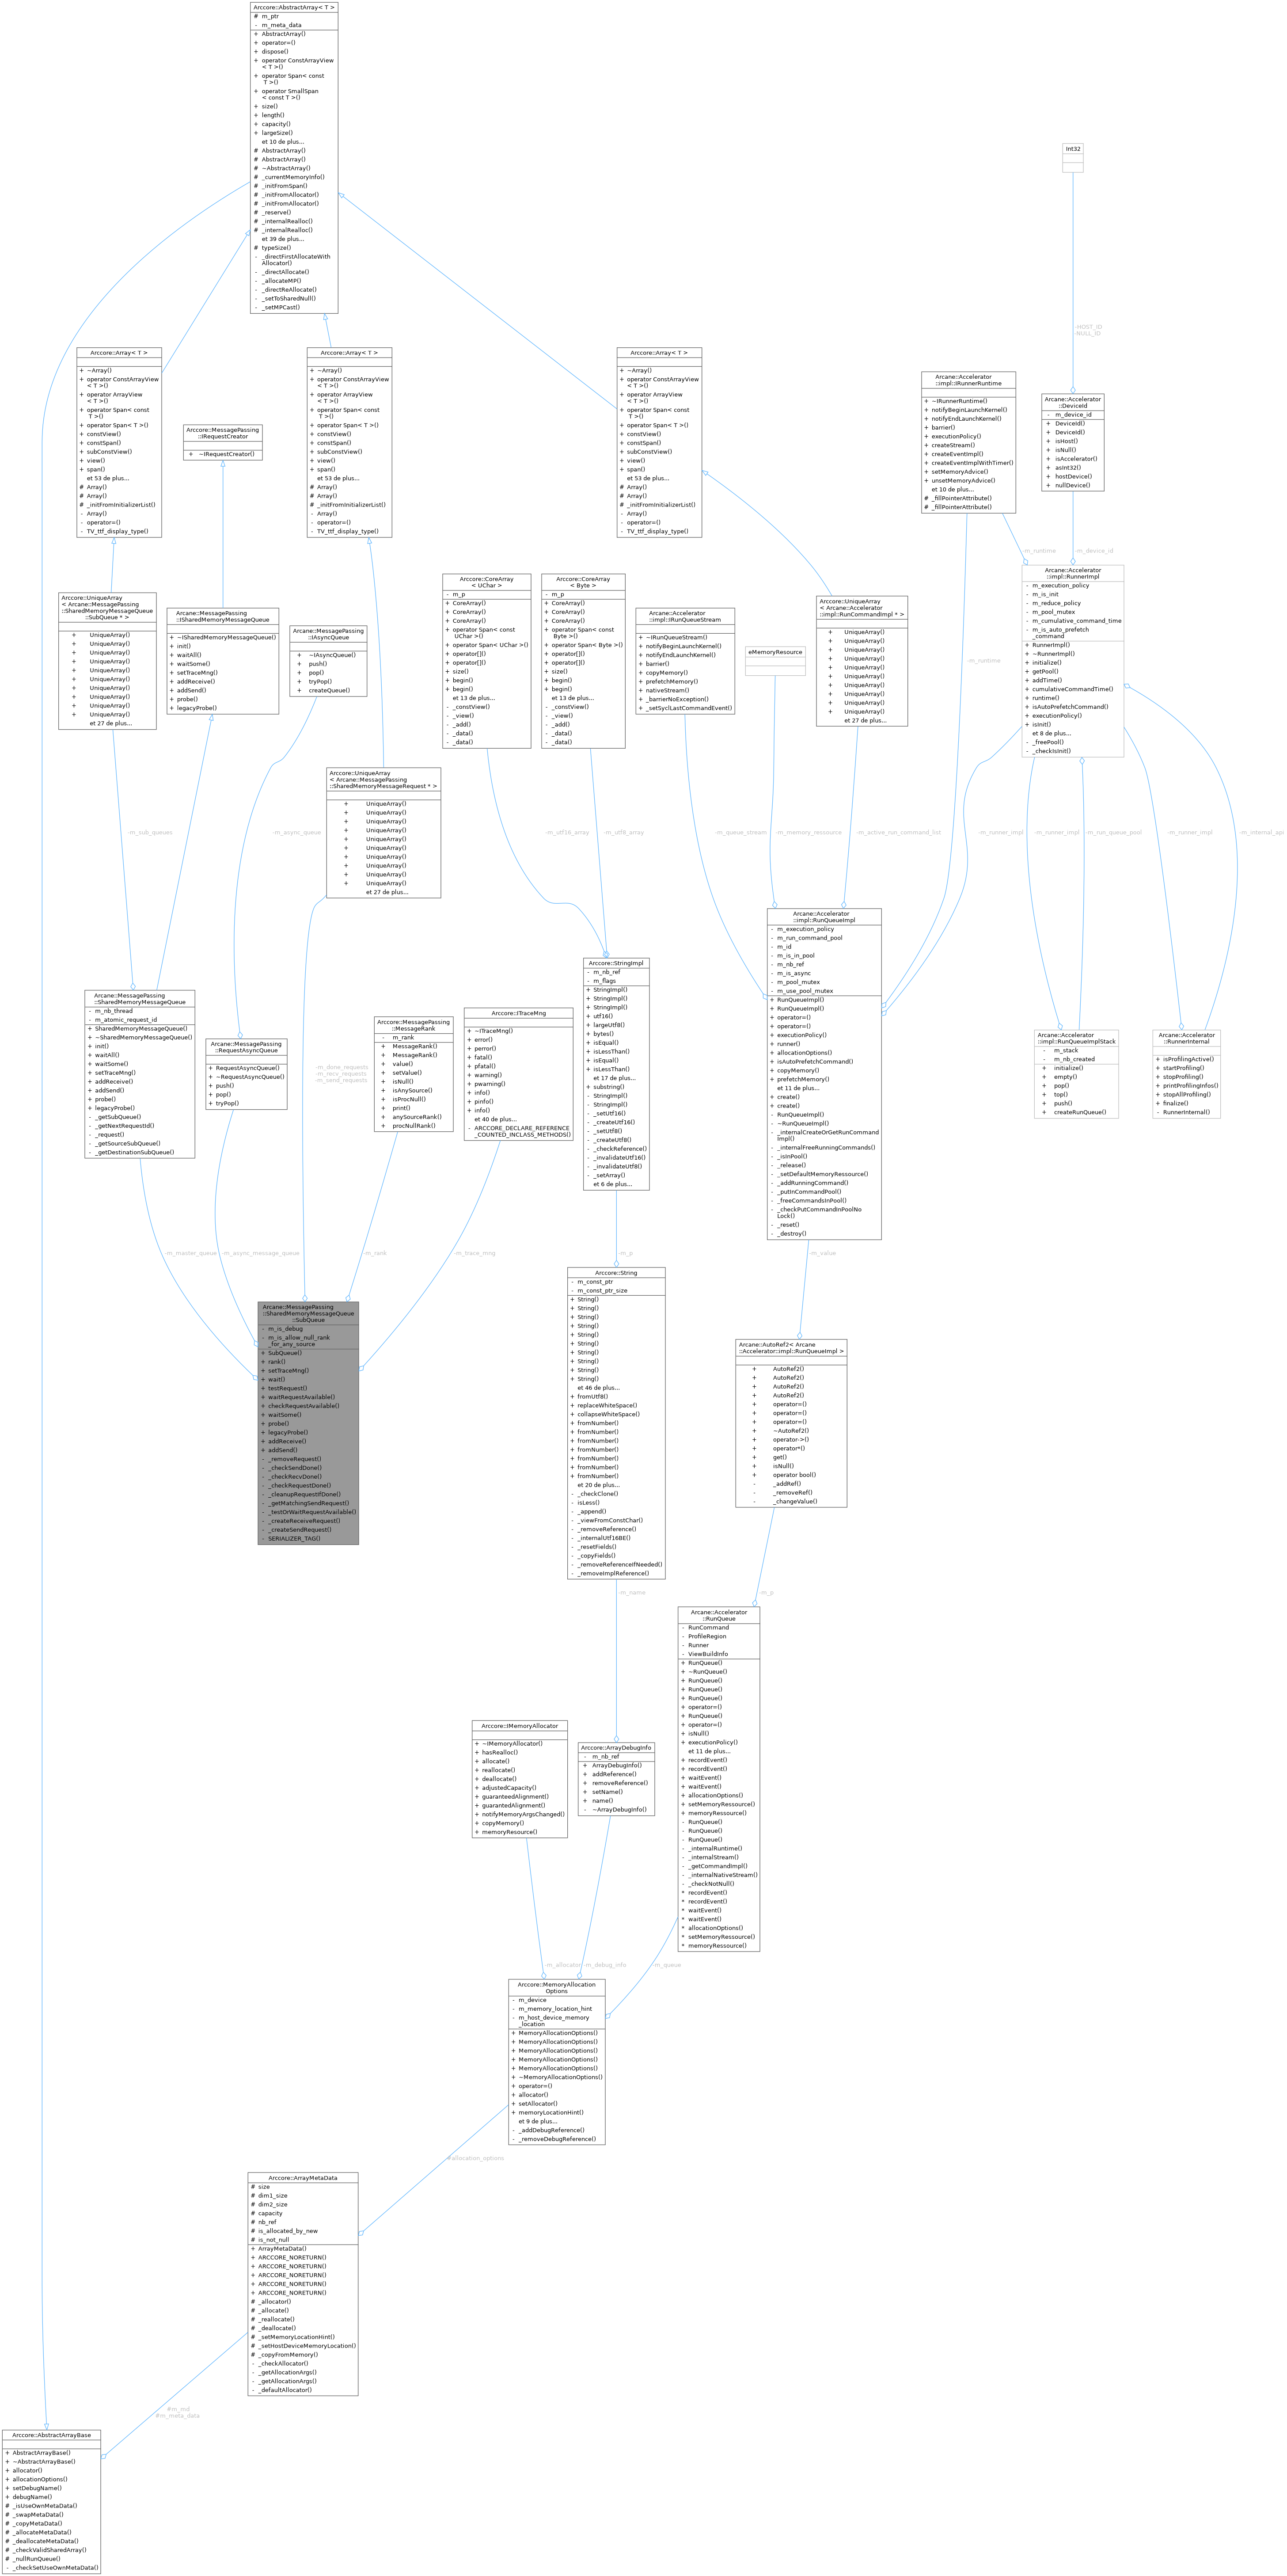 Arccore::AbstractArray< T >
# m_ptr
- m_meta_data
+ AbstractArray()
+ operator=()
+ dispose()
+ operator ConstArrayView
< T >()
+ operator Span< const
T >()
+ operator SmallSpan
< const T >()
+ size()
+ length()
+ capacity()
+ largeSize()
et 10 de plus...
# AbstractArray()
# AbstractArray()
# ~AbstractArray()
# _currentMemoryInfo()
# _initFromSpan()
# _initFromAllocator()
# _initFromAllocator()
# _reserve()
# _internalRealloc()
# _internalRealloc()
et 39 de plus...
# typeSize()
- _directFirstAllocateWith
Allocator()
- _directAllocate()
- _allocateMP()
- _directReAllocate()
- _setToSharedNull()
- _setMPCast()
Int32
-HOST_ID
-NULL_ID
Arccore::Array< T >
+ ~Array()
+ operator ConstArrayView
< T >()
+ operator ArrayView
< T >()
+ operator Span< const
T >()
+ operator Span< T >()
+ constView()
+ constSpan()
+ subConstView()
+ view()
+ span()
et 53 de plus...
# Array()
# Array()
# _initFromInitializerList()
- Array()
- operator=()
- TV_ttf_display_type()
Arccore::MessagePassing
::IRequestCreator
+ ~IRequestCreator()
Arccore::Array< T >
+ ~Array()
+ operator ConstArrayView
< T >()
+ operator ArrayView
< T >()
+ operator Span< const
T >()
+ operator Span< T >()
+ constView()
+ constSpan()
+ subConstView()
+ view()
+ span()
et 53 de plus...
# Array()
# Array()
# _initFromInitializerList()
- Array()
- operator=()
- TV_ttf_display_type()
Arccore::Array< T >
+ ~Array()
+ operator ConstArrayView
< T >()
+ operator ArrayView
< T >()
+ operator Span< const
T >()
+ operator Span< T >()
+ constView()
+ constSpan()
+ subConstView()
+ view()
+ span()
et 53 de plus...
# Array()
# Array()
# _initFromInitializerList()
- Array()
- operator=()
- TV_ttf_display_type()
Arcane::Accelerator
::impl::IRunnerRuntime
+ ~IRunnerRuntime()
+ notifyBeginLaunchKernel()
+ notifyEndLaunchKernel()
+ barrier()
+ executionPolicy()
+ createStream()
+ createEventImpl()
+ createEventImplWithTimer()
+ setMemoryAdvice()
+ unsetMemoryAdvice()
et 10 de plus...
# _fillPointerAttribute()
# _fillPointerAttribute()
Arcane::Accelerator
::DeviceId
- m_device_id
+ DeviceId()
+ DeviceId()
+ isHost()
+ isNull()
+ isAccelerator()
+ asInt32()
+ hostDevice()
+ nullDevice()
-m_runtime
-m_device_id
Arccore::UniqueArray
< Arcane::MessagePassing
::SharedMemoryMessageQueue
::SubQueue * >
+ UniqueArray()
+ UniqueArray()
+ UniqueArray()
+ UniqueArray()
+ UniqueArray()
+ UniqueArray()
+ UniqueArray()
+ UniqueArray()
+ UniqueArray()
+ UniqueArray()
et 27 de plus...
Arcane::MessagePassing
::ISharedMemoryMessageQueue
+ ~ISharedMemoryMessageQueue()
+ init()
+ waitAll()
+ waitSome()
+ setTraceMng()
+ addReceive()
+ addSend()
+ probe()
+ legacyProbe()
Arcane::MessagePassing
::IAsyncQueue
+ ~IAsyncQueue()
+ push()
+ pop()
+ tryPop()
+ createQueue()
Arccore::CoreArray
< UChar >
- m_p
+ CoreArray()
+ CoreArray()
+ CoreArray()
+ operator Span< const
UChar >()
+ operator Span< UChar >()
+ operator[]()
+ operator[]()
+ size()
+ begin()
+ begin()
et 13 de plus...
- _constView()
- _view()
- _add()
- _data()
- _data()
Arccore::CoreArray
< Byte >
- m_p
+ CoreArray()
+ CoreArray()
+ CoreArray()
+ operator Span< const
Byte >()
+ operator Span< Byte >()
+ operator[]()
+ operator[]()
+ size()
+ begin()
+ begin()
et 13 de plus...
- _constView()
- _view()
- _add()
- _data()
- _data()
Arcane::Accelerator
::impl::IRunQueueStream
+ ~IRunQueueStream()
+ notifyBeginLaunchKernel()
+ notifyEndLaunchKernel()
+ barrier()
+ copyMemory()
+ prefetchMemory()
+ nativeStream()
+ _barrierNoException()
+ _setSyclLastCommandEvent()
eMemoryResource
Arccore::UniqueArray
< Arcane::Accelerator
::impl::RunCommandImpl * >
+ UniqueArray()
+ UniqueArray()
+ UniqueArray()
+ UniqueArray()
+ UniqueArray()
+ UniqueArray()
+ UniqueArray()
+ UniqueArray()
+ UniqueArray()
+ UniqueArray()
et 27 de plus...
-m_runtime
Arcane::Accelerator
::impl::RunnerImpl
- m_execution_policy
- m_is_init
- m_reduce_policy
- m_pool_mutex
- m_cumulative_command_time
- m_is_auto_prefetch
_command
+ RunnerImpl()
+ ~RunnerImpl()
+ initialize()
+ getPool()
+ addTime()
+ cumulativeCommandTime()
+ runtime()
+ isAutoPrefetchCommand()
+ executionPolicy()
+ isInit()
et 8 de plus...
- _freePool()
- _checkIsInit()
Arccore::UniqueArray
< Arcane::MessagePassing
::SharedMemoryMessageRequest * >
+ UniqueArray()
+ UniqueArray()
+ UniqueArray()
+ UniqueArray()
+ UniqueArray()
+ UniqueArray()
+ UniqueArray()
+ UniqueArray()
+ UniqueArray()
+ UniqueArray()
et 27 de plus...
-m_sub_queues
-m_async_queue
-m_utf16_array
-m_utf8_array
-m_queue_stream
-m_memory_ressource
-m_active_run_command_list
-m_runner_impl
-m_runner_impl
-m_run_queue_pool
-m_runner_impl
-m_internal_api
Arcane::MessagePassing
::SharedMemoryMessageQueue
- m_nb_thread
- m_atomic_request_id
+ SharedMemoryMessageQueue()
+ ~SharedMemoryMessageQueue()
+ init()
+ waitAll()
+ waitSome()
+ setTraceMng()
+ addReceive()
+ addSend()
+ probe()
+ legacyProbe()
- _getSubQueue()
- _getNextRequestId()
- _request()
- _getSourceSubQueue()
- _getDestinationSubQueue()
Arcane::MessagePassing
::RequestAsyncQueue
+ RequestAsyncQueue()
+ ~RequestAsyncQueue()
+ push()
+ pop()
+ tryPop()
-m_done_requests
-m_recv_requests
-m_send_requests
Arccore::MessagePassing
::MessageRank
- m_rank
+ MessageRank()
+ MessageRank()
+ value()
+ setValue()
+ isNull()
+ isAnySource()
+ isProcNull()
+ print()
+ anySourceRank()
+ procNullRank()
Arccore::ITraceMng
+ ~ITraceMng()
+ error()
+ perror()
+ fatal()
+ pfatal()
+ warning()
+ pwarning()
+ info()
+ pinfo()
+ info()
et 40 de plus...
- ARCCORE_DECLARE_REFERENCE
_COUNTED_INCLASS_METHODS()
Arccore::StringImpl
- m_nb_ref
- m_flags
+ StringImpl()
+ StringImpl()
+ StringImpl()
+ utf16()
+ largeUtf8()
+ bytes()
+ isEqual()
+ isLessThan()
+ isEqual()
+ isLessThan()
et 17 de plus...
+ substring()
- StringImpl()
- StringImpl()
- _setUtf16()
- _createUtf16()
- _setUtf8()
- _createUtf8()
- _checkReference()
- _invalidateUtf16()
- _invalidateUtf8()
- _setArray()
et 6 de plus...
Arcane::Accelerator
::impl::RunQueueImpl
- m_execution_policy
- m_run_command_pool
- m_id
- m_is_in_pool
- m_nb_ref
- m_is_async
- m_pool_mutex
- m_use_pool_mutex
+ RunQueueImpl()
+ RunQueueImpl()
+ operator=()
+ operator=()
+ executionPolicy()
+ runner()
+ allocationOptions()
+ isAutoPrefetchCommand()
+ copyMemory()
+ prefetchMemory()
et 11 de plus...
+ create()
+ create()
- RunQueueImpl()
- ~RunQueueImpl()
- _internalCreateOrGetRunCommand
Impl()
- _internalFreeRunningCommands()
- _isInPool()
- _release()
- _setDefaultMemoryRessource()
- _addRunningCommand()
- _putInCommandPool()
- _freeCommandsInPool()
- _checkPutCommandInPoolNo
Lock()
- _reset()
- _destroy()
Arcane::Accelerator
::impl::RunQueueImplStack
- m_stack
- m_nb_created
+ initialize()
+ empty()
+ pop()
+ top()
+ push()
+ createRunQueue()
Arcane::Accelerator
::RunnerInternal
+ isProfilingActive()
+ startProfiling()
+ stopProfiling()
+ printProfilingInfos()
+ stopAllProfiling()
+ finalize()
- RunnerInternal()
-m_master_queue
-m_async_message_queue
-m_rank
-m_trace_mng
-m_p
-m_value
Arcane::MessagePassing
::SharedMemoryMessageQueue
::SubQueue
- m_is_debug
- m_is_allow_null_rank
_for_any_source
+ SubQueue()
+ rank()
+ setTraceMng()
+ wait()
+ testRequest()
+ waitRequestAvailable()
+ checkRequestAvailable()
+ waitSome()
+ probe()
+ legacyProbe()
+ addReceive()
+ addSend()
- _removeRequest()
- _checkSendDone()
- _checkRecvDone()
- _checkRequestDone()
- _cleanupRequestIfDone()
- _getMatchingSendRequest()
- _testOrWaitRequestAvailable()
- _createReceiveRequest()
- _createSendRequest()
- SERIALIZER_TAG()
Arccore::String
- m_const_ptr
- m_const_ptr_size
+ String()
+ String()
+ String()
+ String()
+ String()
+ String()
+ String()
+ String()
+ String()
+ String()
et 46 de plus...
+ fromUtf8()
+ replaceWhiteSpace()
+ collapseWhiteSpace()
+ fromNumber()
+ fromNumber()
+ fromNumber()
+ fromNumber()
+ fromNumber()
+ fromNumber()
+ fromNumber()
et 20 de plus...
- _checkClone()
- isLess()
- _append()
- _viewFromConstChar()
- _removeReference()
- _internalUtf16BE()
- _resetFields()
- _copyFields()
- _removeReferenceIfNeeded()
- _removeImplReference()
Arcane::AutoRef2< Arcane
::Accelerator::impl::RunQueueImpl >
+ AutoRef2()
+ AutoRef2()
+ AutoRef2()
+ AutoRef2()
+ operator=()
+ operator=()
+ operator=()
+ ~AutoRef2()
+ operator->()
+ operator*()
+ get()
+ isNull()
+ operator bool()
- _addRef()
- _removeRef()
- _changeValue()
-m_name
-m_p
Arcane::Accelerator
::RunQueue
- RunCommand
- ProfileRegion
- Runner
- ViewBuildInfo
+ RunQueue()
+ ~RunQueue()
+ RunQueue()
+ RunQueue()
+ RunQueue()
+ operator=()
+ RunQueue()
+ operator=()
+ isNull()
+ executionPolicy()
et 11 de plus...
+ recordEvent()
+ recordEvent()
+ waitEvent()
+ waitEvent()
+ allocationOptions()
+ setMemoryRessource()
+ memoryRessource()
- RunQueue()
- RunQueue()
- RunQueue()
- _internalRuntime()
- _internalStream()
- _getCommandImpl()
- _internalNativeStream()
- _checkNotNull()
* recordEvent()
* recordEvent()
* waitEvent()
* waitEvent()
* allocationOptions()
* setMemoryRessource()
* memoryRessource()
Arccore::IMemoryAllocator
+ ~IMemoryAllocator()
+ hasRealloc()
+ allocate()
+ reallocate()
+ deallocate()
+ adjustedCapacity()
+ guaranteedAlignment()
+ guarantedAlignment()
+ notifyMemoryArgsChanged()
+ copyMemory()
+ memoryResource()
Arccore::ArrayDebugInfo
- m_nb_ref
+ ArrayDebugInfo()
+ addReference()
+ removeReference()
+ setName()
+ name()
- ~ArrayDebugInfo()
-m_allocator
-m_debug_info
-m_queue
Arccore::MemoryAllocation
Options
- m_device
- m_memory_location_hint
- m_host_device_memory
_location
+ MemoryAllocationOptions()
+ MemoryAllocationOptions()
+ MemoryAllocationOptions()
+ MemoryAllocationOptions()
+ MemoryAllocationOptions()
+ ~MemoryAllocationOptions()
+ operator=()
+ allocator()
+ setAllocator()
+ memoryLocationHint()
et 9 de plus...
- _addDebugReference()
- _removeDebugReference()
#allocation_options
Arccore::ArrayMetaData
# size
# dim1_size
# dim2_size
# capacity
# nb_ref
# is_allocated_by_new
# is_not_null
+ ArrayMetaData()
+ ARCCORE_NORETURN()
+ ARCCORE_NORETURN()
+ ARCCORE_NORETURN()
+ ARCCORE_NORETURN()
+ ARCCORE_NORETURN()
# _allocator()
# _allocate()
# _reallocate()
# _deallocate()
# _setMemoryLocationHint()
# _setHostDeviceMemoryLocation()
# _copyFromMemory()
- _checkAllocator()
- _getAllocationArgs()
- _getAllocationArgs()
- _defaultAllocator()
#m_md
#m_meta_data
Arccore::AbstractArrayBase
+ AbstractArrayBase()
+ ~AbstractArrayBase()
+ allocator()
+ allocationOptions()
+ setDebugName()
+ debugName()
# _isUseOwnMetaData()
# _swapMetaData()
# _copyMetaData()
# _allocateMetaData()
# _deallocateMetaData()
# _checkValidSharedArray()
# _nullRunQueue()
- _checkSetUseOwnMetaData()